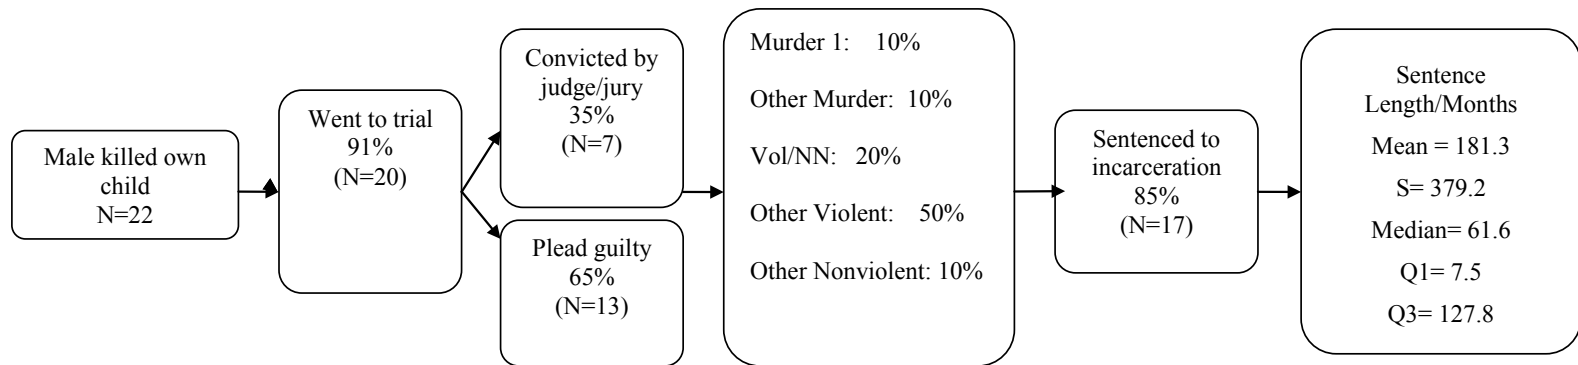 Male killed own
child
N=22
Went to trial
91%
(N=20)
Convicted by
judge/jury
35%
(N=7)
Plead guilty
65%
(N=13)
Murder 1: 10%
Other Murder: 10%
Vol/NN: 20%
Other Violent: 50%
Other Nonviolent: 10%
Sentenced to
incarceration
85%
(N=17)
Sentence
Length/Months
Mean = 181.3
S= 379.2
Median= 61.6
Q1= 7.5
Q3= 127.8